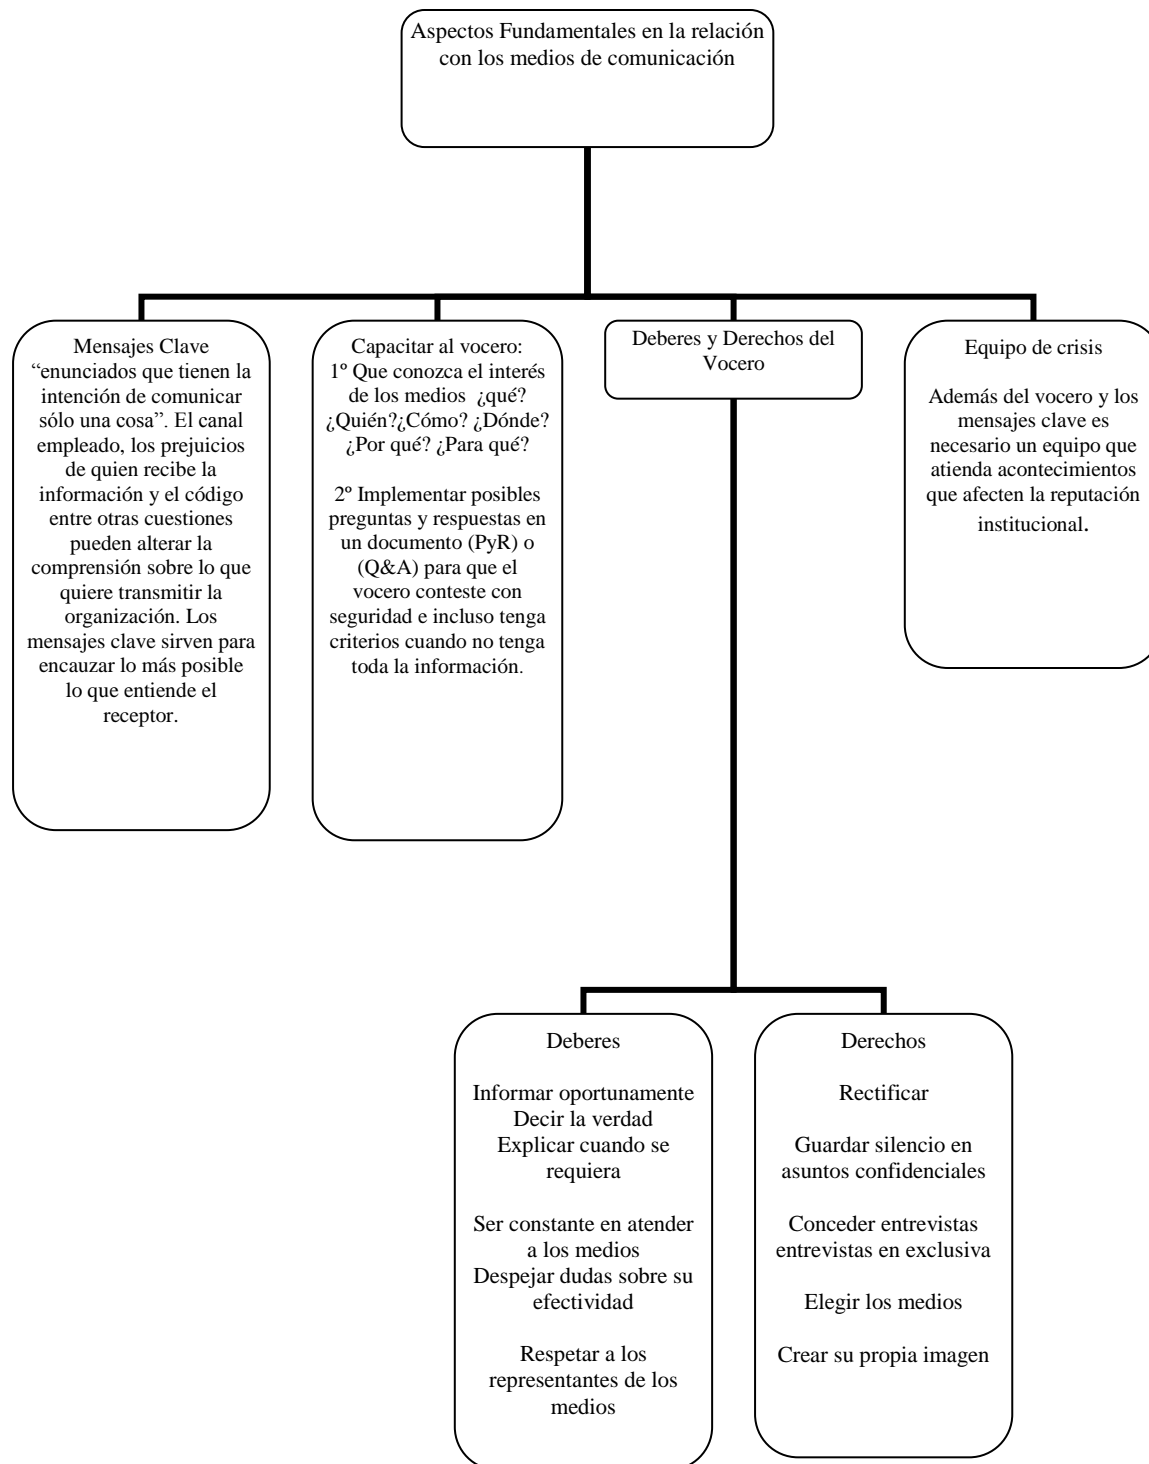 Aspectos Fundamentales en la relación
con los medios de comunicación
Mensajes Clave
“enunciados que tienen la
intención de comunicar
sólo una cosa”. El canal
empleado, los prejuicios
de quien recibe la
información y el código
entre otras cuestiones
pueden alterar la
comprensión sobre lo que
quiere transmitir la
organización. Los
mensajes clave sirven para
encauzar lo más posible
lo que entiende el
receptor.
Capacitar al vocero:
1º Que conozca el interés
de los medios ¿qué?
¿Quién?¿Cómo? ¿Dónde?
¿Por qué? ¿Para qué?
2º Implementar posibles
preguntas y respuestas en
un documento (PyR) o
(Q&A) para que el
vocero conteste con
seguridad e incluso tenga
criterios cuando no tenga
toda la información.
Deberes y Derechos del
Vocero
Equipo de crisis
Además del vocero y los
mensajes clave es
necesario un equipo que
atienda acontecimientos
que afecten la reputación
institucional.
Deberes
Informar oportunamente
Decir la verdad
Explicar cuando se
requiera
Ser constante en atender
a los medios
Despejar dudas sobre su
efectividad
Respetar a los
representantes de los
medios
Derechos
Rectificar
Guardar silencio en
asuntos confidenciales
Conceder entrevistas
entrevistas en exclusiva
Elegir los medios
Crear su propia imagen